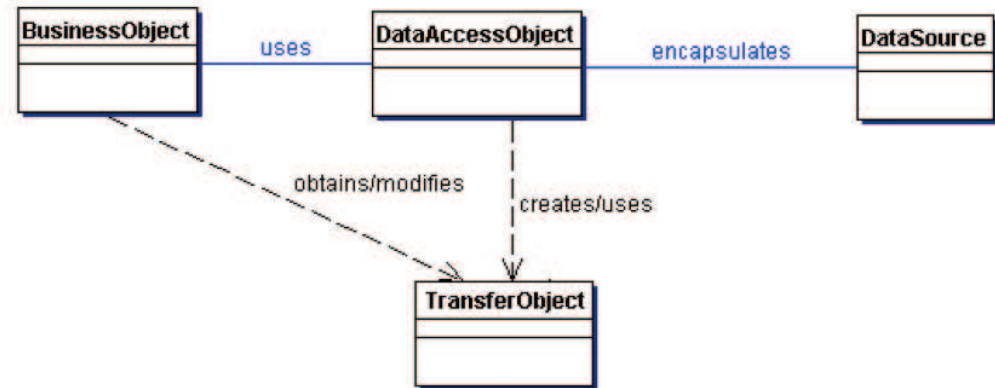 BusinessObject
uses
DataAccessObject
encapsulates
DataSource
obtains/modifies
creates/uses
TransferObject